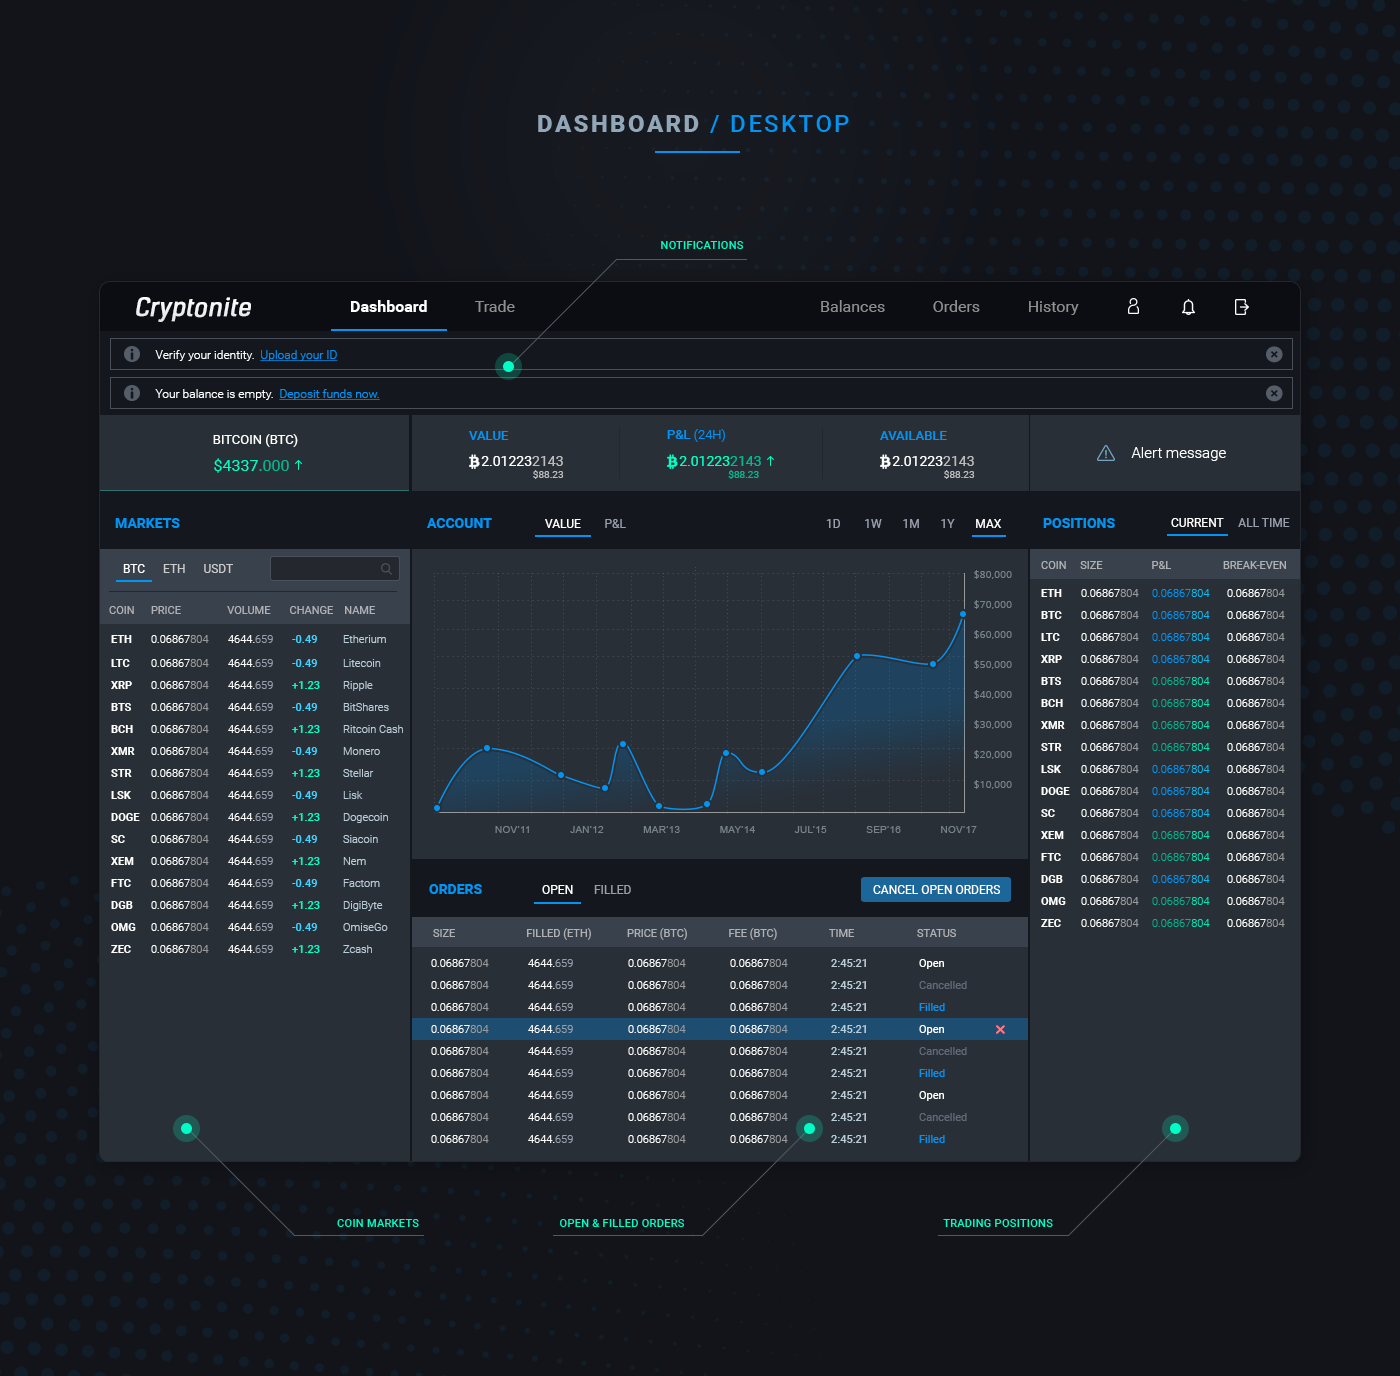 DASHBOARD / DESKTOP
NOTIFICATIONS
Cryptonite Dashboard Trade Balances Orders History
Verify your identity. Upload your ID
Your balance is empty. Deposit funds now.
BITCOIN (BTC)
$4337.000
VALUE
2.012232143
$88.23
P&L (24H)
2.012232143
$88.23
AVAILABLE
2.012232143
$88.23
Alert message
MARKETS
BTC ETH USDT
COIN PRICE VOLUME CHANGE NAME
ETH 0.06867804 4644.659 -0.49 Etherium
LTC 0.06867804 4644.659 -0.49 Litecoin
XRP 0.06867804 4644.659 +1.23 Ripple
BTS 0.06867804 4644.659 -0.49 BitShares
BCH 0.06867804 4644.659 +1.23 Ritcoin Cash
XMR 0.06867804 4644.659 -0.49 Monero
STR 0.06867804 4644.659 +1.23 Stellar
LSK 0.06867804 4644.659 -0.49 Lisk
DOGE 0.06867804 4644.659 +1.23 Dogecoin
SC 0.06867804 4644.659 -0.49 Siacoin
XEM 0.06867804 4644.659 +1.23 Nem
FTC 0.06867804 4644.659 -0.49 Factom
DGB 0.06867804 4644.659 +1.23 DigiByte
OMG 0.06867804 4644.659 -0.49 OmiseGo
ZEC 0.06867804 4644.659 +1.23 Zcash
ACCOUNT VALUE P&L 1D 1W 1M 1Y MAX
$80,000
$70,000
$60,000
$50,000
$40,000
$30,000
$20,000
$10,000
NOV'11 JAN'12 MAR'13 MAY'14 JUL'15 SEP'16 NOV'17
ORDERS OPEN FILLED CANCEL OPEN ORDERS
SIZE FILLED (ETH) PRICE (BTC) FEE (BTC) TIME STATUS
0.06867804 4644.659 0.06867804 0.06867804 2:45:21 Open
0.06867804 4644.659 0.06867804 0.06867804 2:45:21 Cancelled
0.06867804 4644.659 0.06867804 0.06867804 2:45:21 Filled
0.06867804 4644.659 0.06867804 0.06867804 2:45:21 Open
0.06867804 4644.659 0.06867804 0.06867804 2:45:21 Cancelled
0.06867804 4644.659 0.06867804 0.06867804 2:45:21 Filled
0.06867804 4644.659 0.06867804 0.06867804 2:45:21 Open
0.06867804 4644.659 0.06867804 0.06867804 2:45:21 Cancelled
0.06867804 4644.659 0.06867804 0.06867804 2:45:21 Filled
POSITIONS CURRENT ALL TIME
COIN SIZE P&L BREAK-EVEN
ETH 0.06867804 0.06867804 0.06867804
BTC 0.06867804 0.06867804 0.06867804
LTC 0.06867804 0.06867804 0.06867804
XRP 0.06867804 0.06867804 0.06867804
BTS 0.06867804 0.06867804 0.06867804
BCH 0.06867804 0.06867804 0.06867804
XMR 0.06867804 0.06867804 0.06867804
STR 0.06867804 0.06867804 0.06867804
LSK 0.06867804 0.06867804 0.06867804
DOGE 0.06867804 0.06867804 0.06867804
SC 0.06867804 0.06867804 0.06867804
XEM 0.06867804 0.06867804 0.06867804
FTC 0.06867804 0.06867804 0.06867804
DGB 0.06867804 0.06867804 0.06867804
OMG 0.06867804 0.06867804 0.06867804
ZEC 0.06867804 0.06867804 0.06867804
COIN MARKETS
OPEN & FILLED ORDERS
TRADING POSITIONS